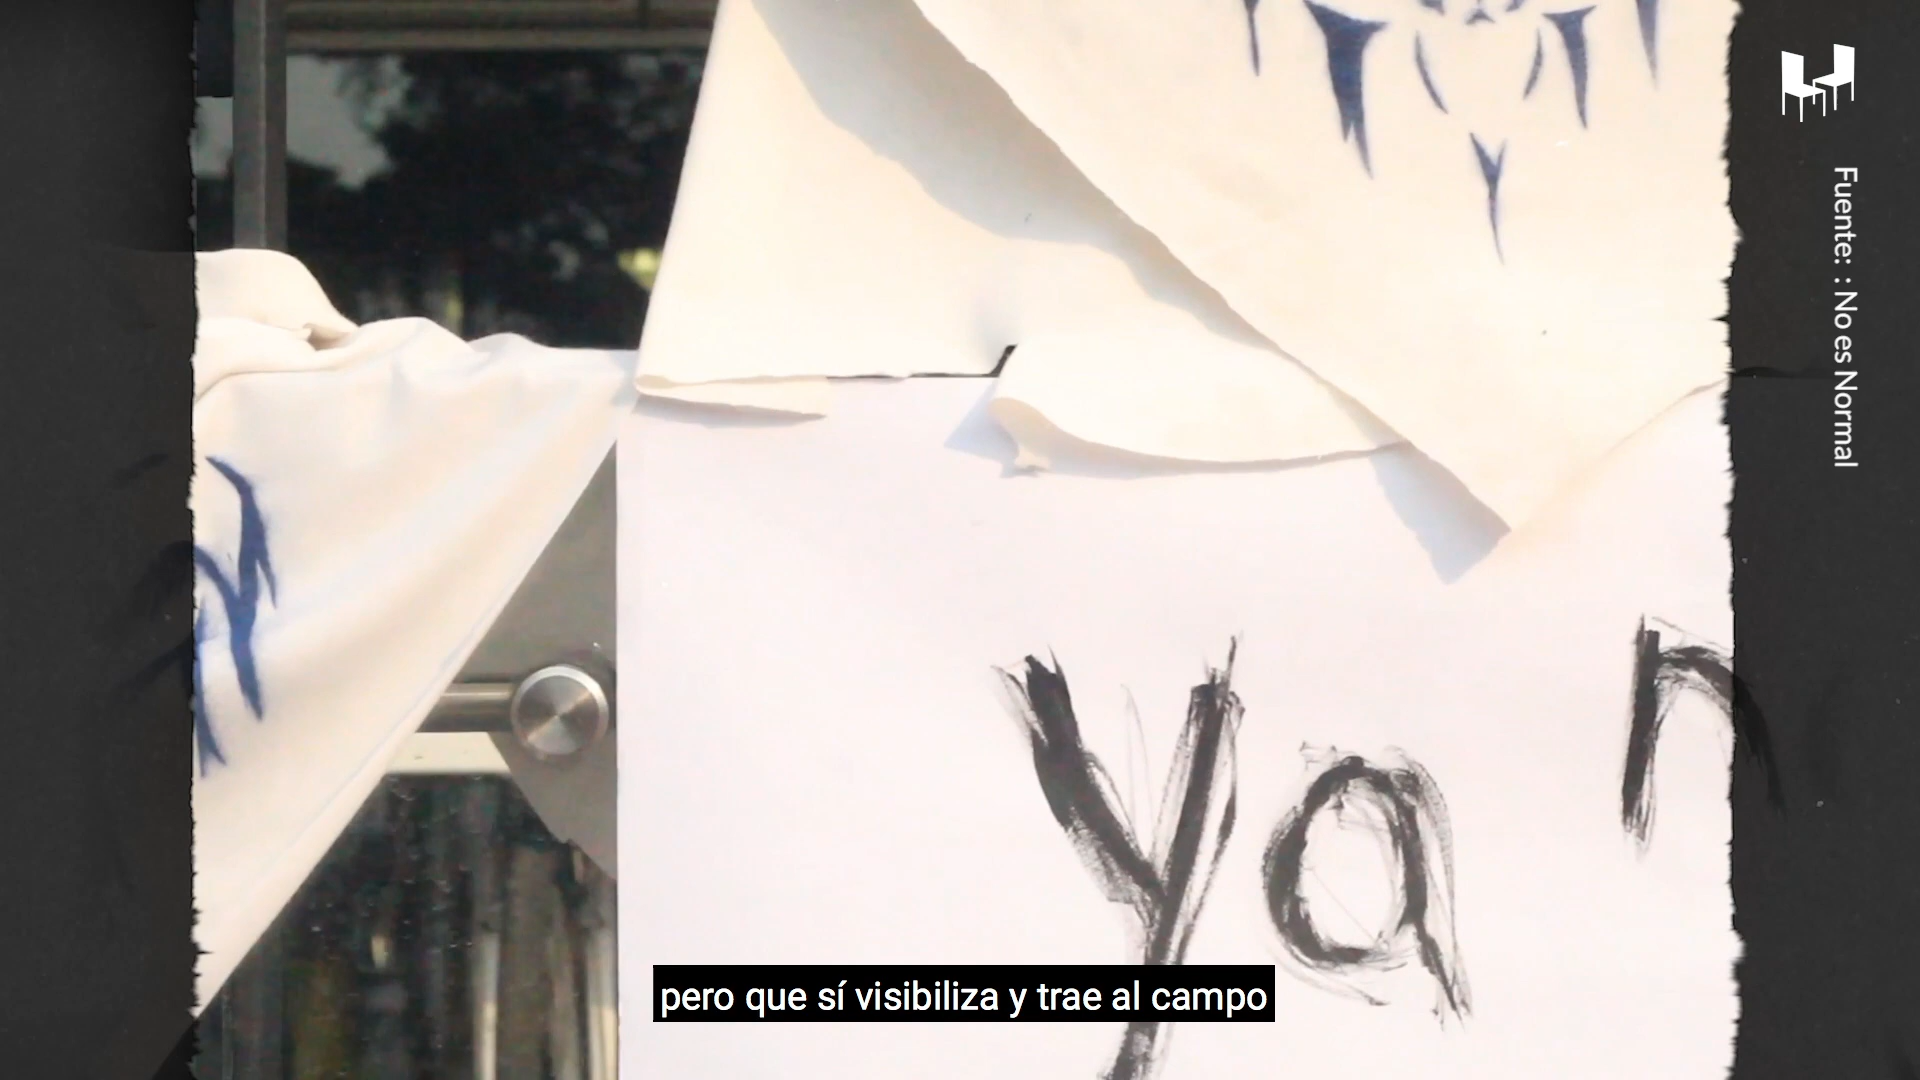 Fuente: : No es Normal
ya n
pero que sí visibiliza y trae al campo